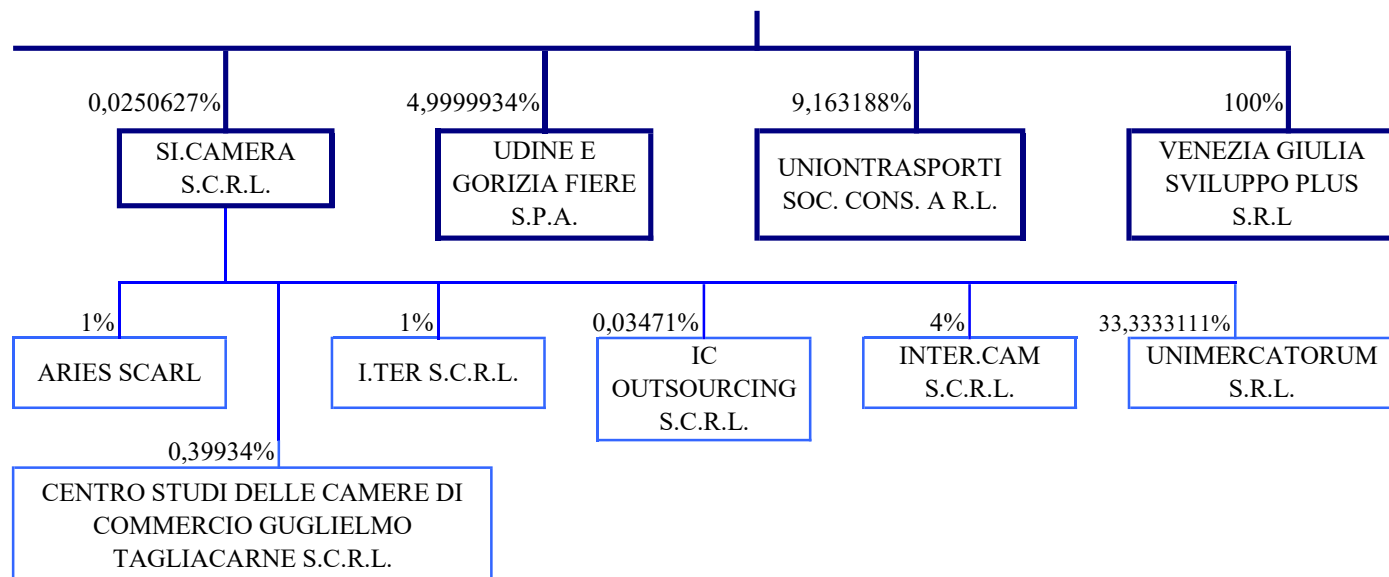 0,0250627%
4,9999934%
9,163188%
100%
SI.CAMERA
S.C.R.L.
UDINE E
GORIZIA FIERE
S.P.A.
UNIONTRASPORTI
SOC. CONS. A R.L.
VENEZIA GIULIA
SVILUPPO PLUS
S.R.L
1%
1%
0,03471%
4%
33,3333111%
ARIES SCARL
I.TER S.C.R.L.
IC
OUTSOURCING
S.C.R.L.
INTER.CAM
S.C.R.L.
UNIMERCATORUM
S.R.L.
0,39934%
CENTRO STUDI DELLE CAMERE DI
COMMERCIO GUGLIELMO
TAGLIACARNE S.C.R.L.